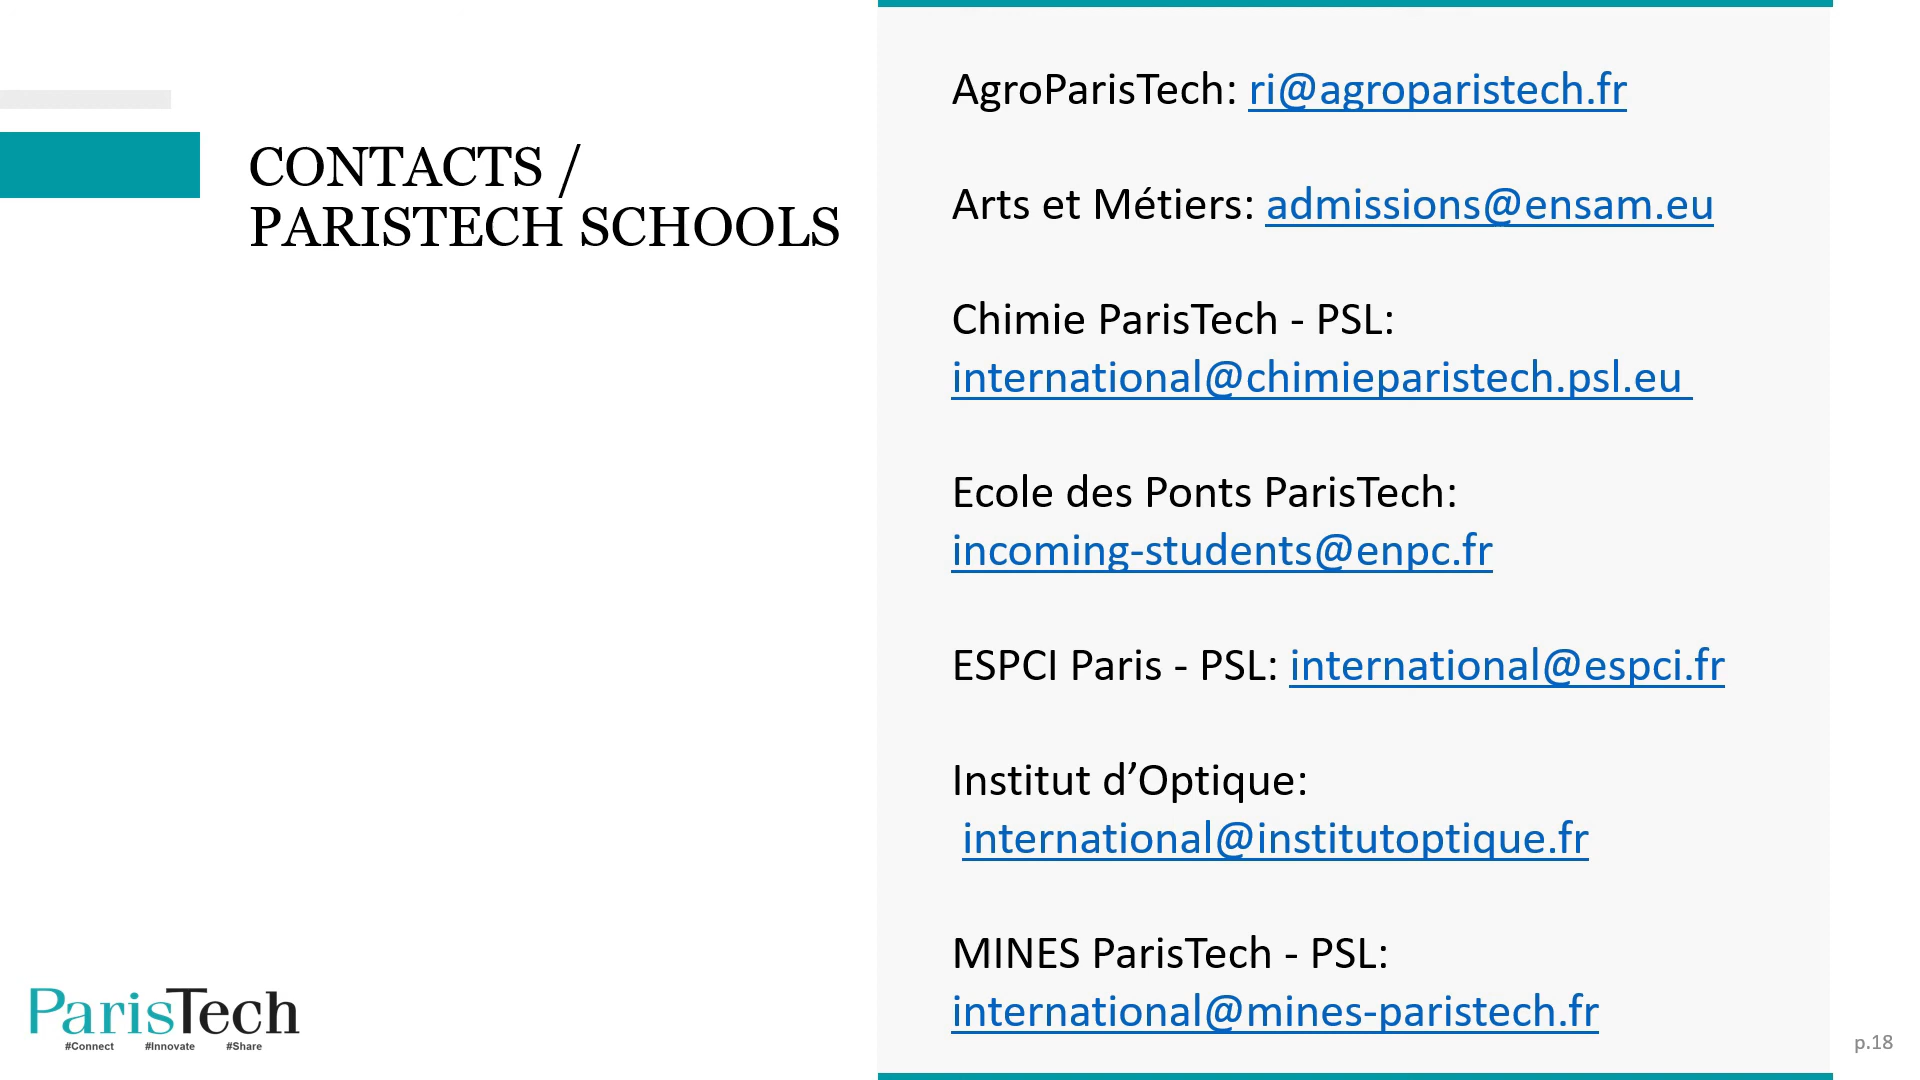 CONTACTS /
PARISTECH SCHOOLS
AgroParisTech: ri@agroparistech.fr
Arts et Métiers: admissions@ensam.eu
Chimie ParisTech - PSL:
international@chimieparistech.psl.eu
Ecole des Ponts ParisTech:
incoming-students@enpc.fr
ESPCI Paris - PSL: international@espci.fr
Institut d’Optique:
international@institutoptique.fr
MINES ParisTech - PSL:
international@mines-paristech.fr
ParisTech
#Connect #Innovate #Share
p.18